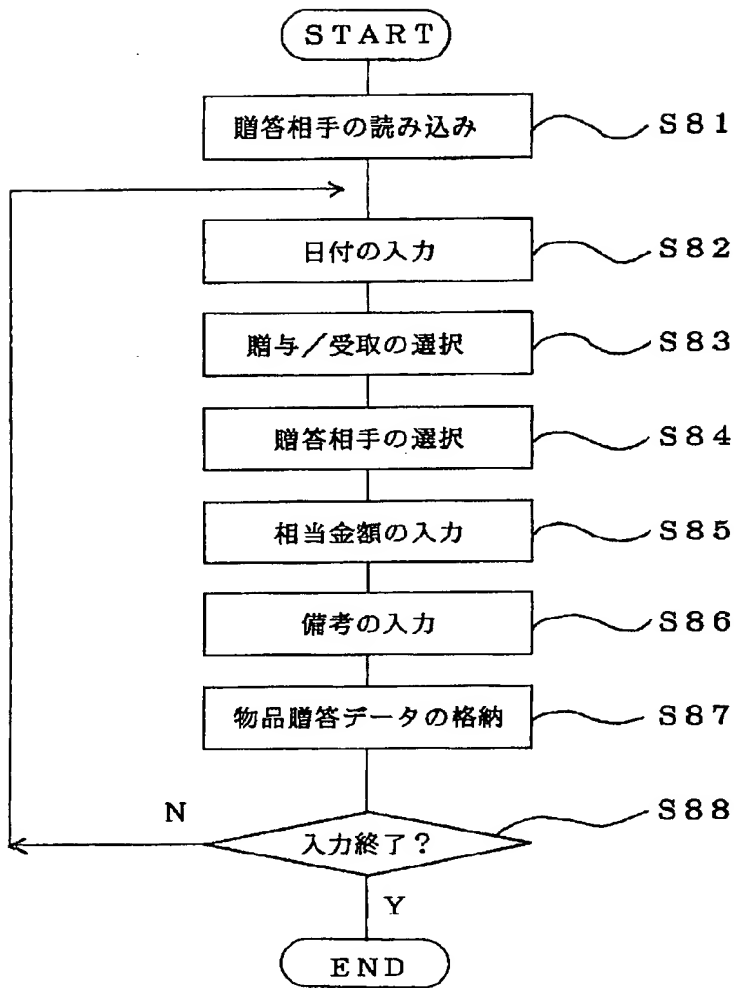 START
贈答相手の読み込み S81
日付の入力 S82
贈与／受取の選択 S83
贈答相手の選択 S84
相当金額の入力 S85
備考の入力 S86
物品贈答データの格納 S87
N
入力終了？ S88
Y
END